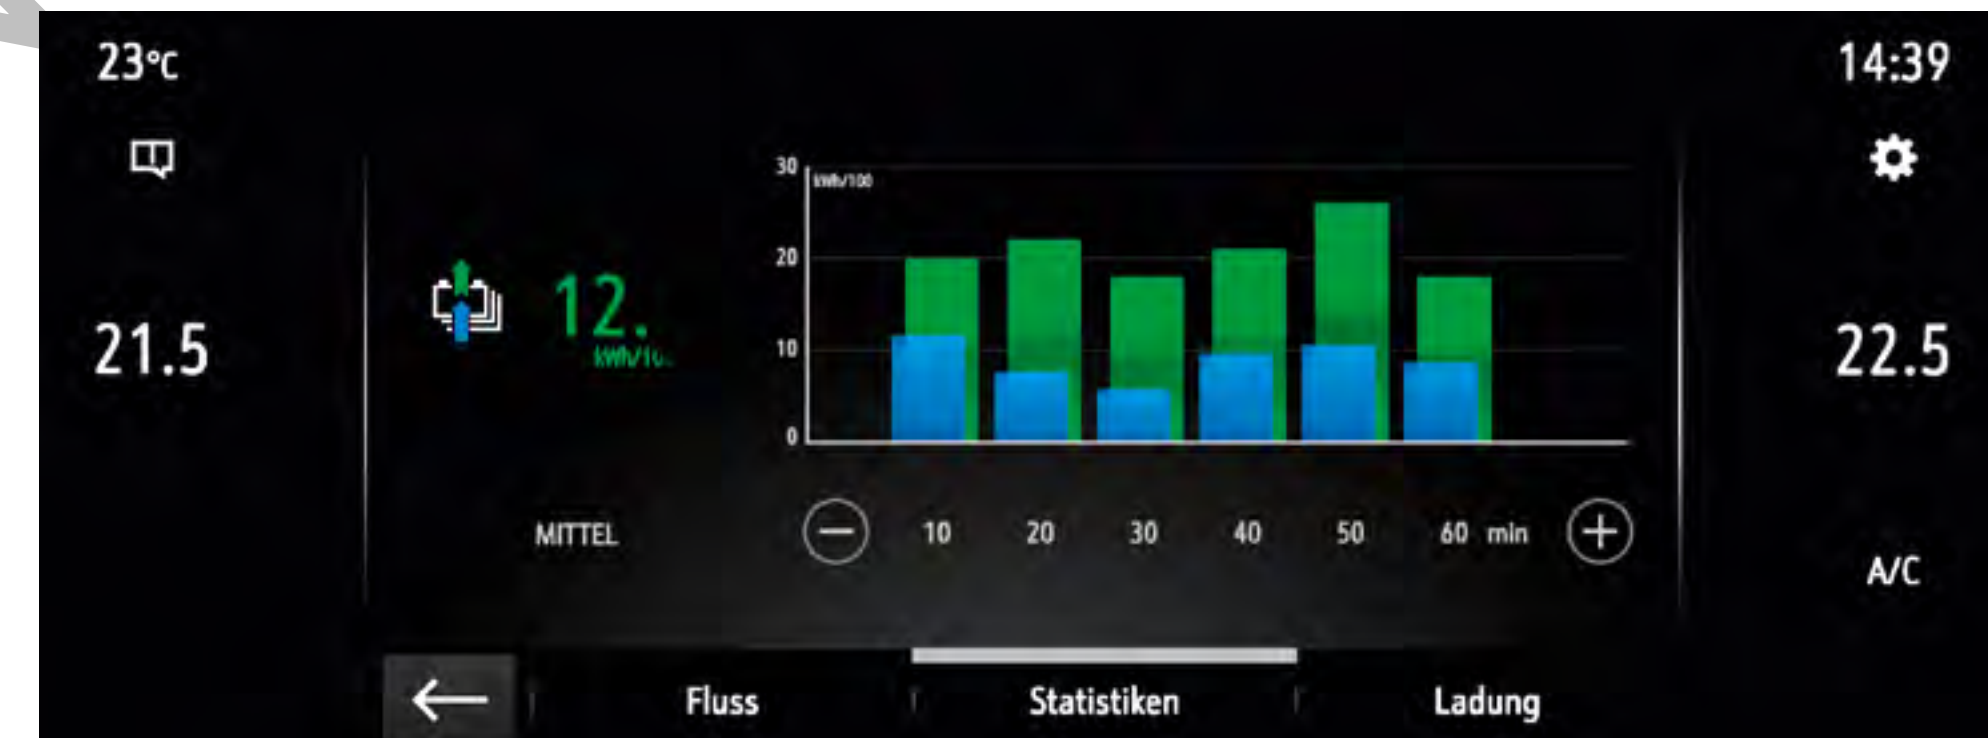 23°C
14:39
30
kWh/100
20
12.
10
21.5
22.5
0
MITTEL
10 20 30 40 50 60 min
A/C
Fluss Statistiken Ladung